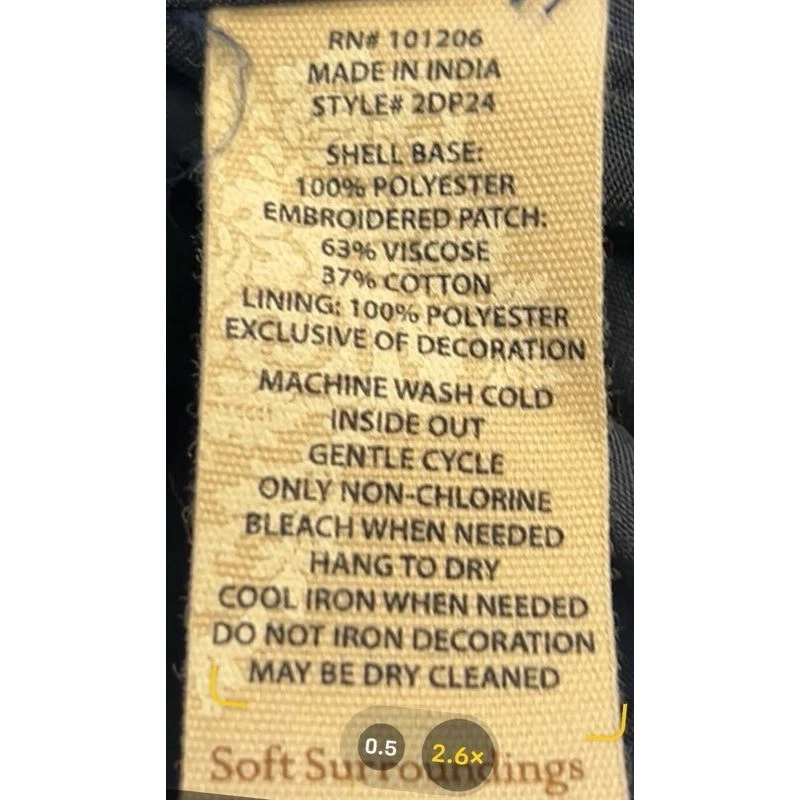 RN# 101206
MADE IN INDIA
STYLE# 2DP24
SHELL BASE:
100% POLYESTER
EMBROIDERED PATCH:
63% VISCOSE
37% COTTON
LINING: 100% POLYESTER
EXCLUSIVE OF DECORATION
MACHINE WASH COLD
INSIDE OUT
GENTLE CYCLE
ONLY NON-CHLORINE
BLEACH WHEN NEEDED
HANG TO DRY
COOL IRON WHEN NEEDED
DO NOT IRON DECORATION
MAY BE DRY CLEANED
0.5 2.6×
Soft Surroundings